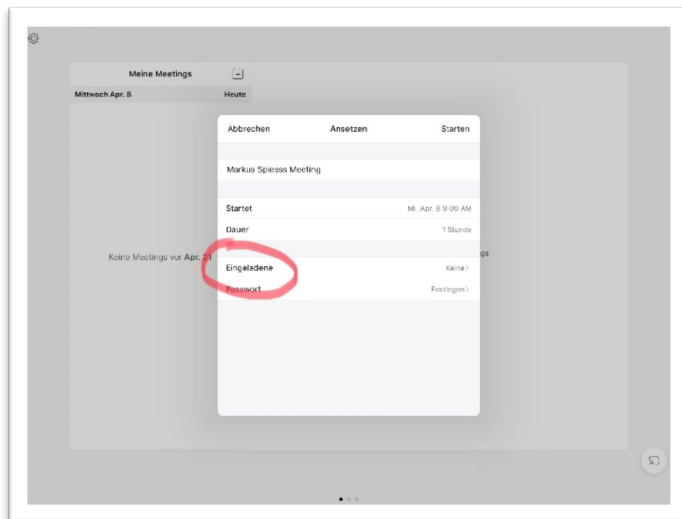 Meine Meetings
Mittwoch Apr. 8 Heute
Abbrechen Ansetzen Starten
Markus Spiesss Meeting
Startet Mi. Apr. 8 9:00 AM
Dauer 1 Stunde
Keine Meetings vor Apr. 21
Eingeladene Keine
Passwort Festlegen